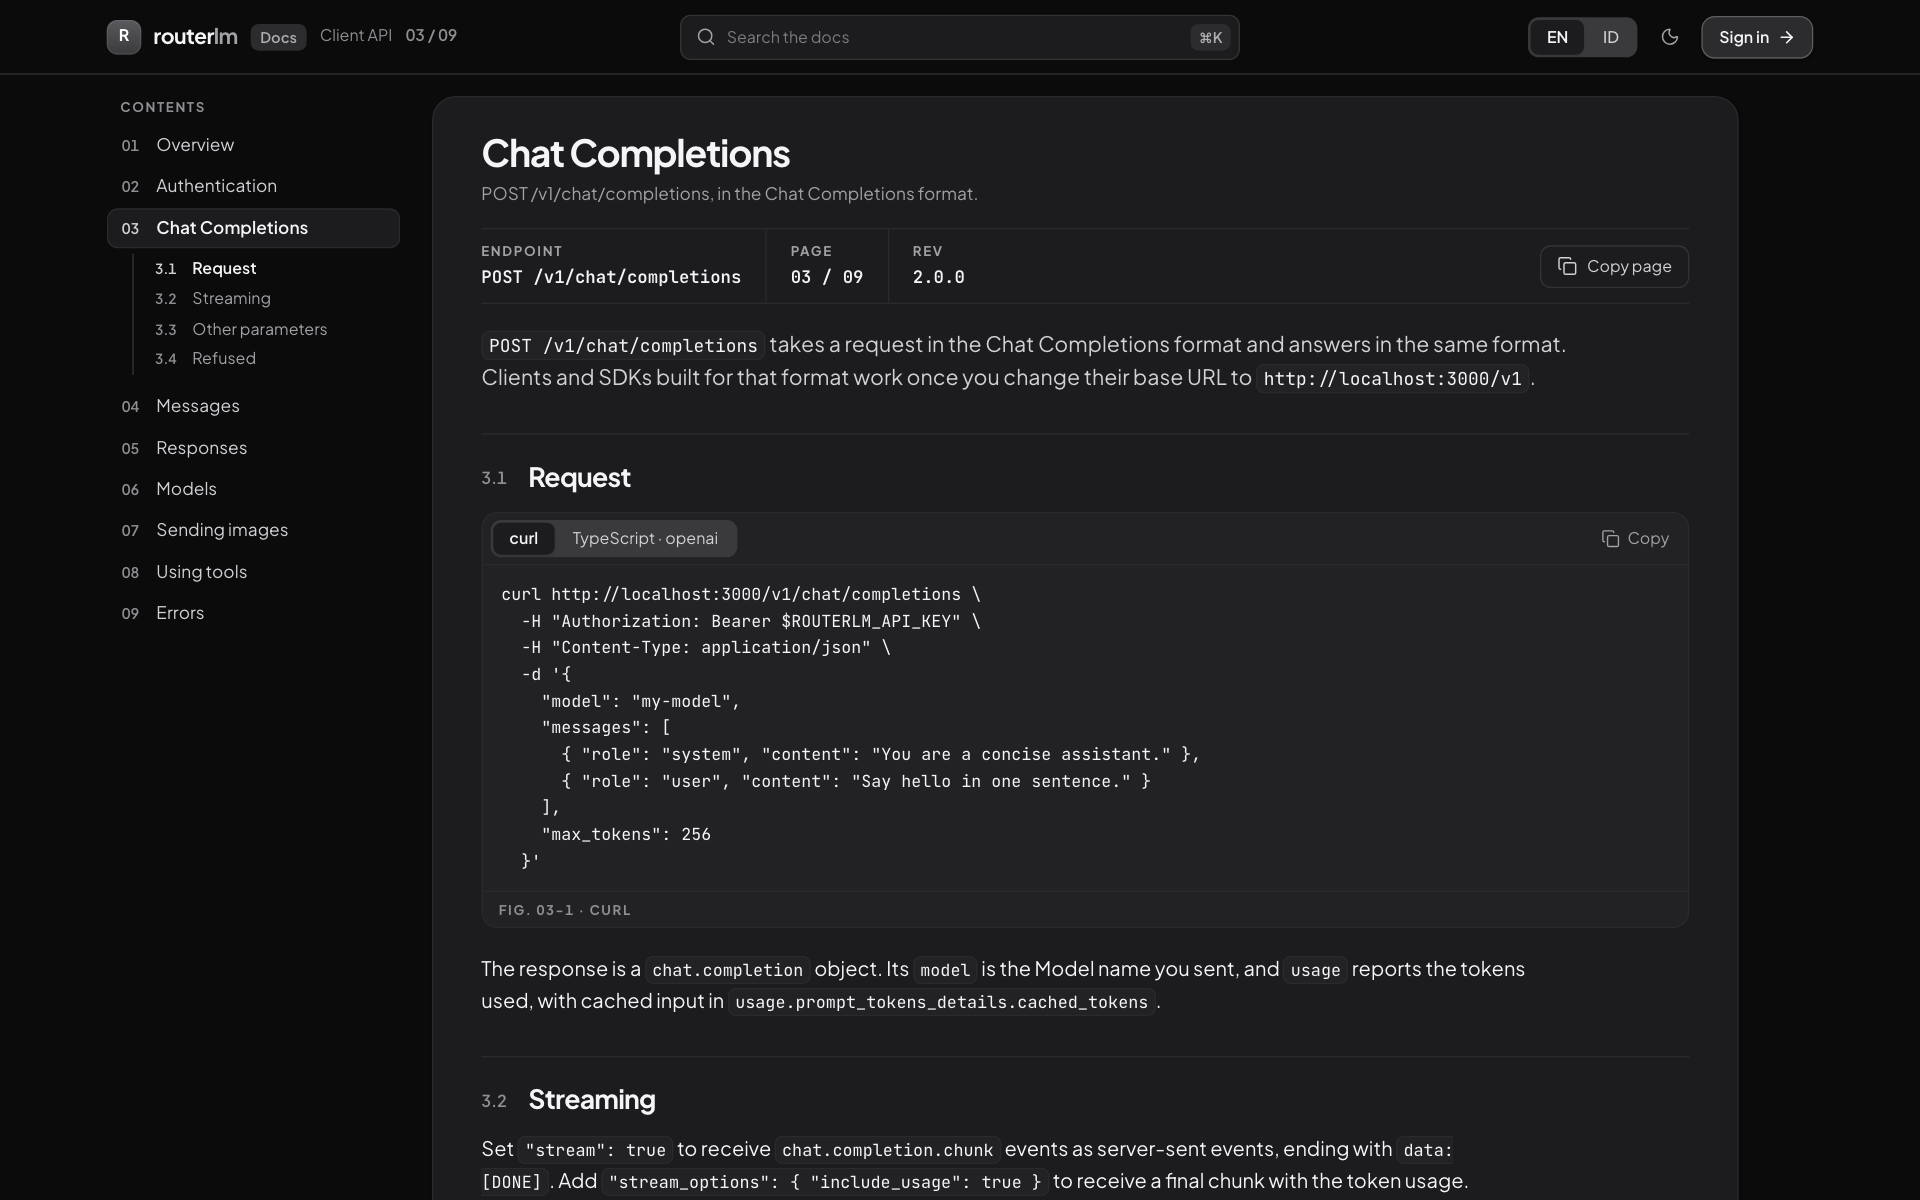 R routerlm Docs Client API 03 / 09
Search the docs ⌘K
EN ID Sign in →
CONTENTS
01 Overview
02 Authentication
03 Chat Completions
3.1 Request
3.2 Streaming
3.3 Other parameters
3.4 Refused
04 Messages
05 Responses
06 Models
07 Sending images
08 Using tools
09 Errors
Chat Completions
POST /v1/chat/completions, in the Chat Completions format.
ENDPOINT PAGE REV
POST /v1/chat/completions 03 / 09 2.0.0
Copy page
POST /v1/chat/completions takes a request in the Chat Completions format and answers in the same format.
Clients and SDKs built for that format work once you change their base URL to http://localhost:3000/v1 .
3.1 Request
curl TypeScript · openai Copy
curl http://localhost:3000/v1/chat/completions \
  -H "Authorization: Bearer $ROUTERLM_API_KEY" \
  -H "Content-Type: application/json" \
  -d '{
    "model": "my-model",
    "messages": [
      { "role": "system", "content": "You are a concise assistant." },
      { "role": "user", "content": "Say hello in one sentence." }
    ],
    "max_tokens": 256
  }'
FIG. 03-1 · CURL
The response is a chat.completion object. Its model is the Model name you sent, and usage reports the tokens
used, with cached input in usage.prompt_tokens_details.cached_tokens .
3.2 Streaming
Set "stream": true to receive chat.completion.chunk events as server-sent events, ending with data:
[DONE] . Add "stream_options": { "include_usage": true } to receive a final chunk with the token usage.